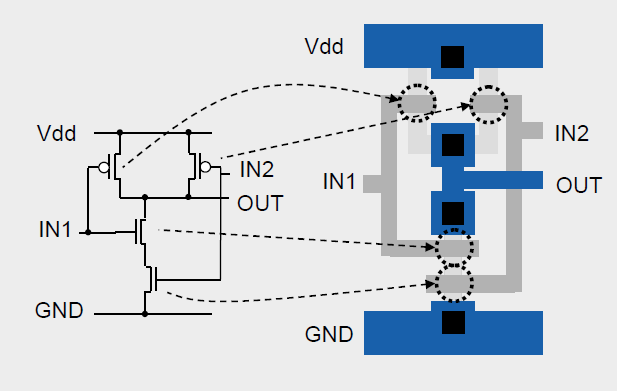 Vdd
IN2
OUT
IN1
GND
Vdd
IN2
IN1
OUT
GND